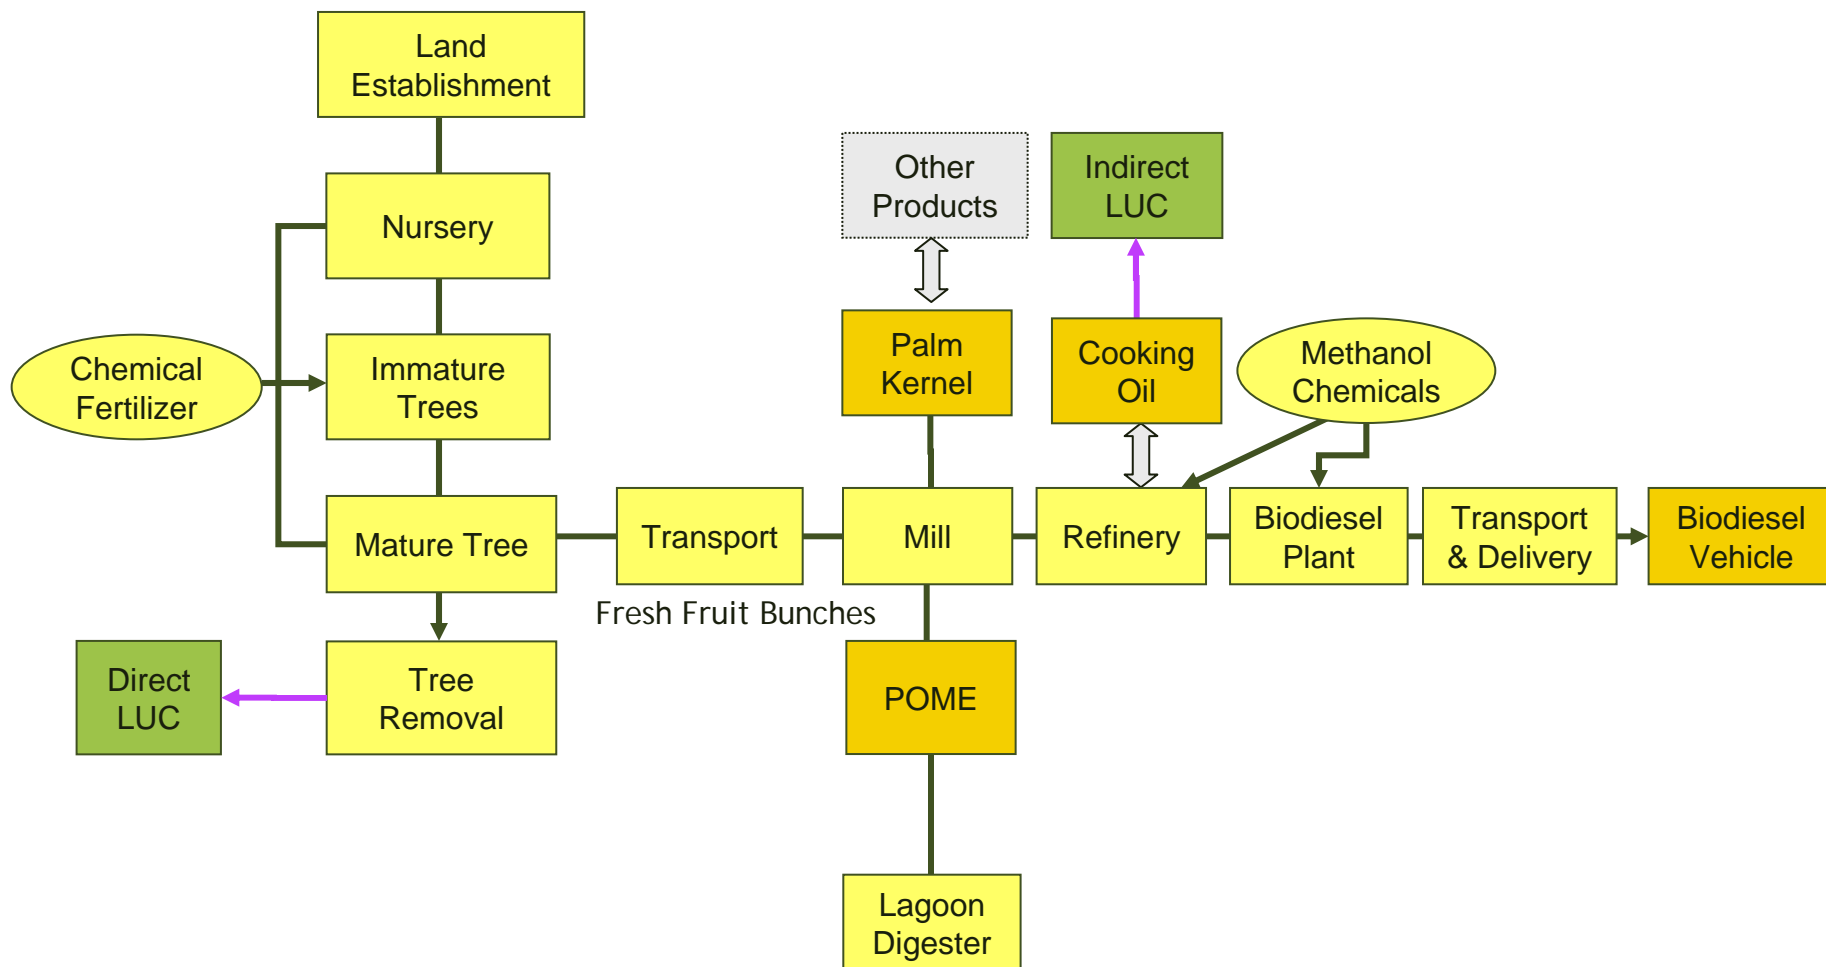 Land
Establishment
Nursery
Chemical
Fertilizer
Immature
Trees
Mature Tree
Tree
Removal
Direct
LUC
Transport
Fresh Fruit Bunches
Other
Products
Palm
Kernel
Mill
POME
Lagoon
Digester
Indirect
LUC
Cooking
Oil
Refinery
Methanol
Chemicals
Biodiesel
Plant
Transport
& Delivery
Biodiesel
Vehicle